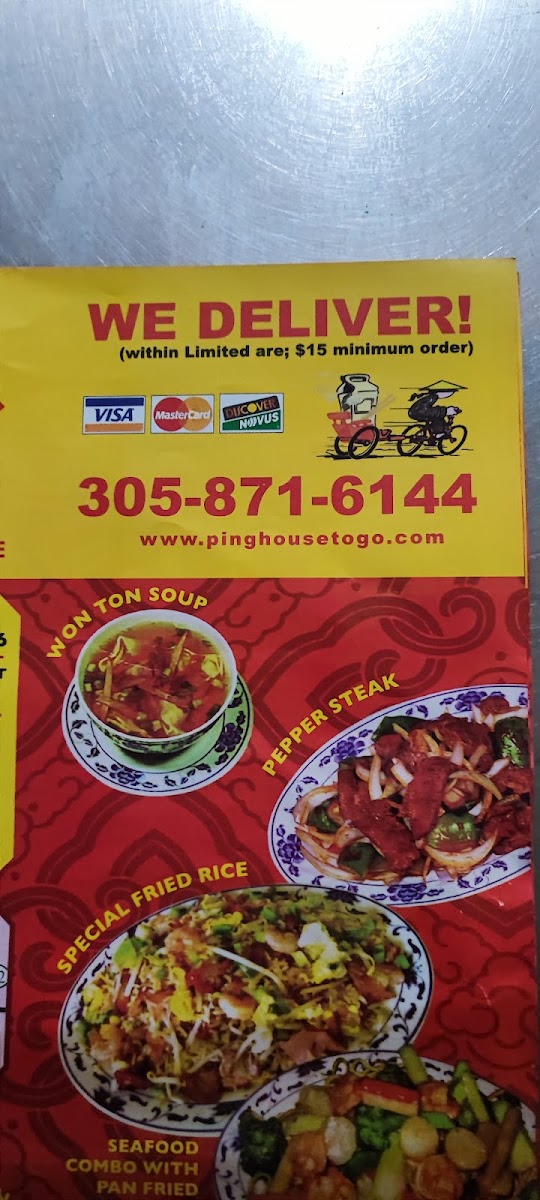 WE DELIVER!
(within Limited are; $15 minimum order)
VISA MasterCard DISCOVER
NOVUS
305-871-6144
www.pinghousetogo.com
E
6
T
WON TON SOUP
PEPPER STEAK
SPECIAL FRIED RICE
SEAFOOD
COMBO WITH
PAN FRIED